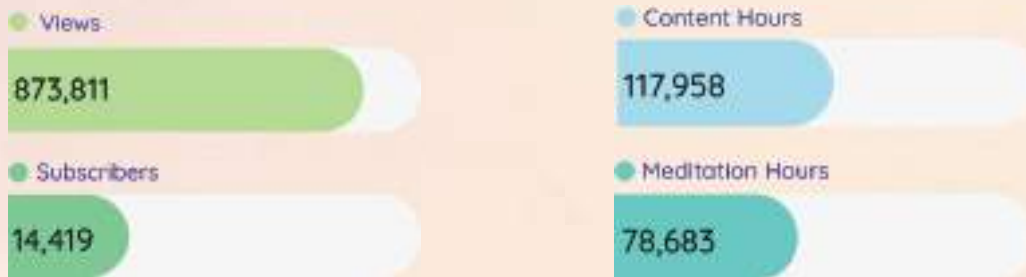 Views
873,811
Subscribers
14,419
Content Hours
117,958
Meditation Hours
78,683